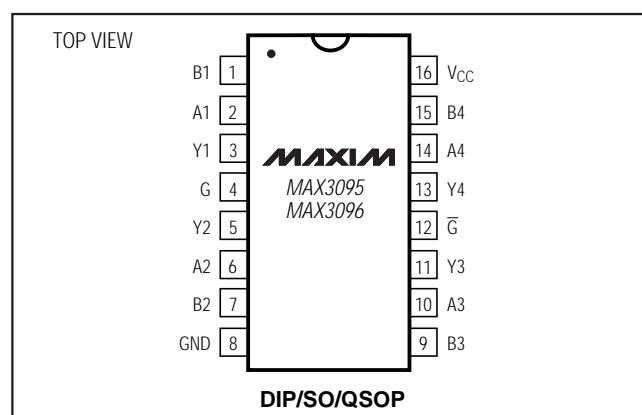 TOP VIEW
B1 1
A1 2
Y1 3
G 4
Y2 5
A2 6
B2 7
GND 8
MAXIM
MAX3095
MAX3096
16 VCC
15 B4
14 A4
13 Y4
12 G̅
11 Y3
10 A3
9 B3
DIP/SO/QSOP